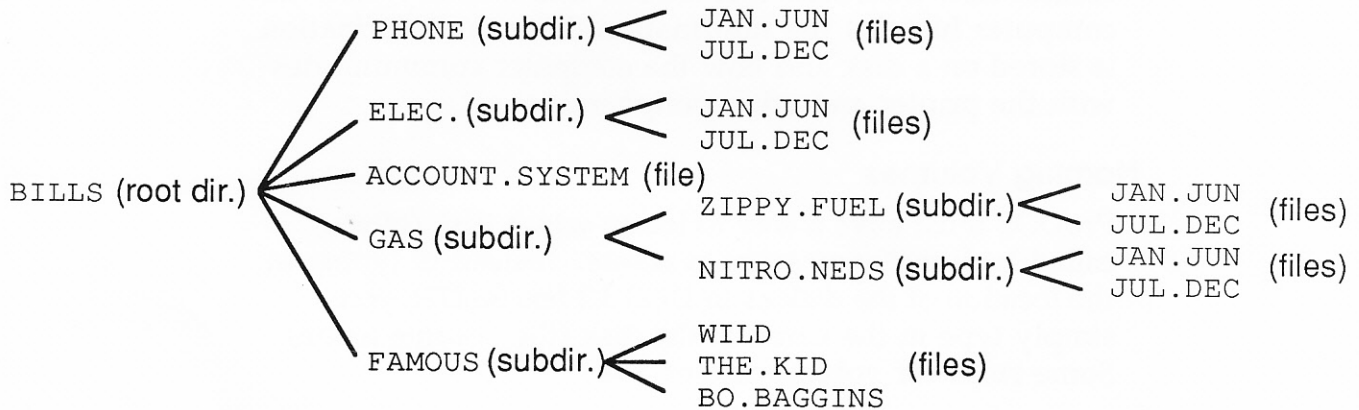 BILLS (root dir.)
PHONE (subdir.)
JAN.JUN
JUL.DEC
(files)
ELEC. (subdir.)
JAN.JUN
JUL.DEC
(files)
ACCOUNT.SYSTEM (file)
GAS (subdir.)
ZIPPY.FUEL (subdir.)
JAN.JUN
JUL.DEC
(files)
NITRO.NEDS (subdir.)
JAN.JUN
JUL.DEC
(files)
FAMOUS (subdir.)
WILD
THE.KID
BO.BAGGINS
(files)